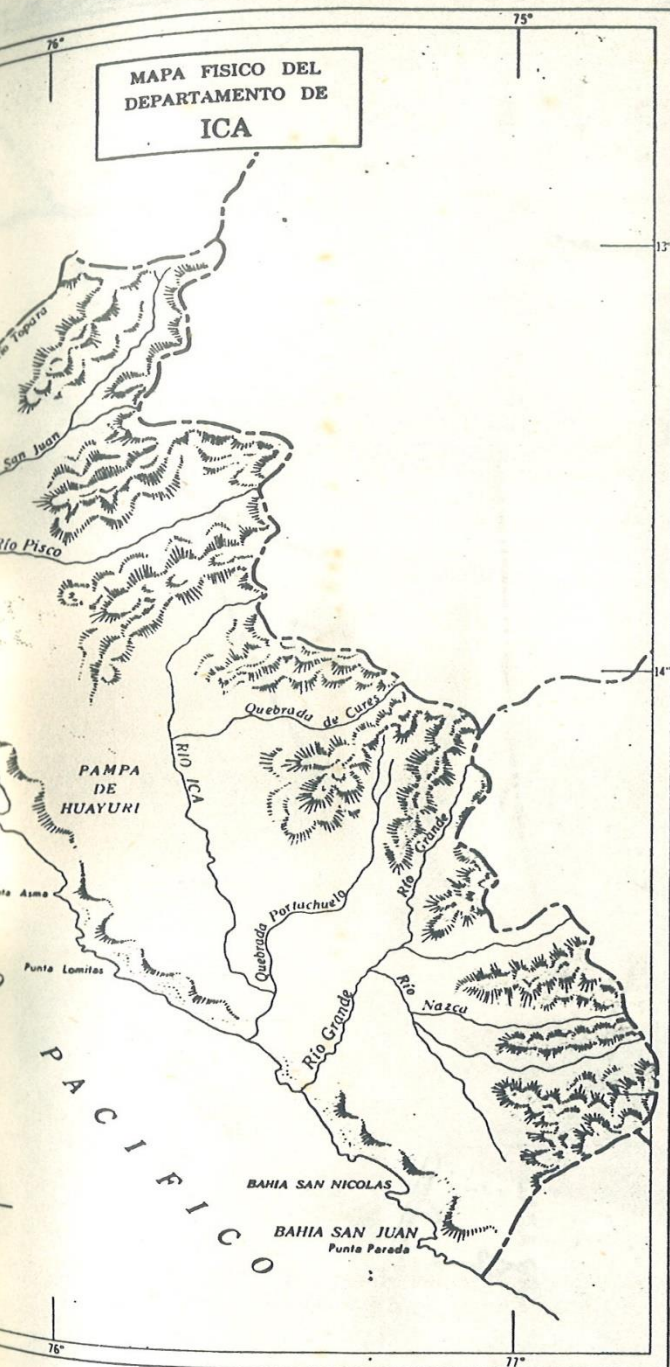 76°
75°
MAPA FISICO DEL
DEPARTAMENTO DE
ICA
13°
Topara
San Juan
Río Pisco
14°
Quebrada de Cures
RIO ICA
PAMPA
DE
HUAYURI
Río Grande
Quebrada Portachuelo
Asma
Punta Lomitas
Río Nazca
Río Grande
PACIFICO
BAHIA SAN NICOLAS
BAHIA SAN JUAN
Punta Parada
76°
77°